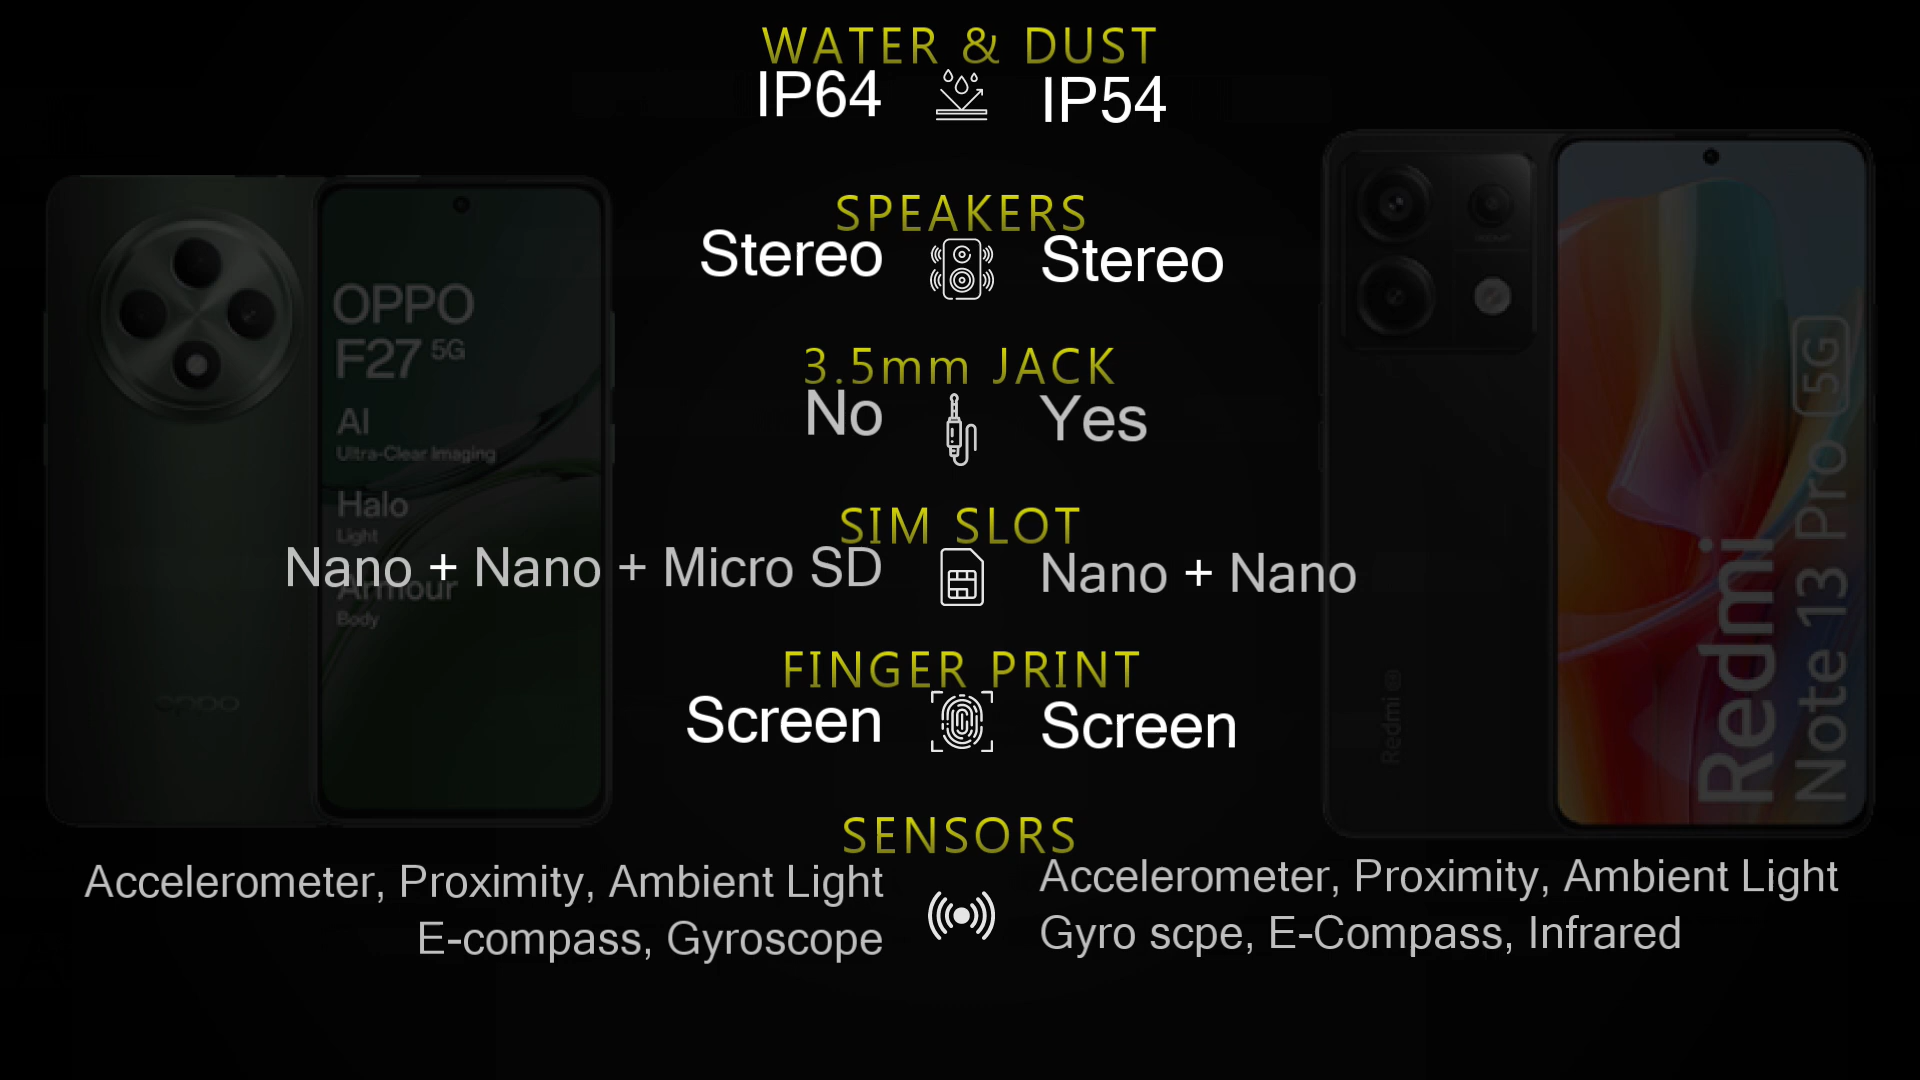 WATER & DUST
IP64 IP54
SPEAKERS
Stereo Stereo
3.5mm JACK
No Yes
SIM SLOT
Nano + Nano + Micro SD Nano + Nano
FINGER PRINT
Screen Screen
SENSORS
Accelerometer, Proximity, Ambient Light
E-compass, Gyroscope
Accelerometer, Proximity, Ambient Light
Gyro scpe, E-Compass, Infrared
OPPO
F27 5G
AI
Ultra-Clear Imaging
Halo
Light
Armour
Body
oppo
Redmi
Redmi
Note 13 Pro 5G